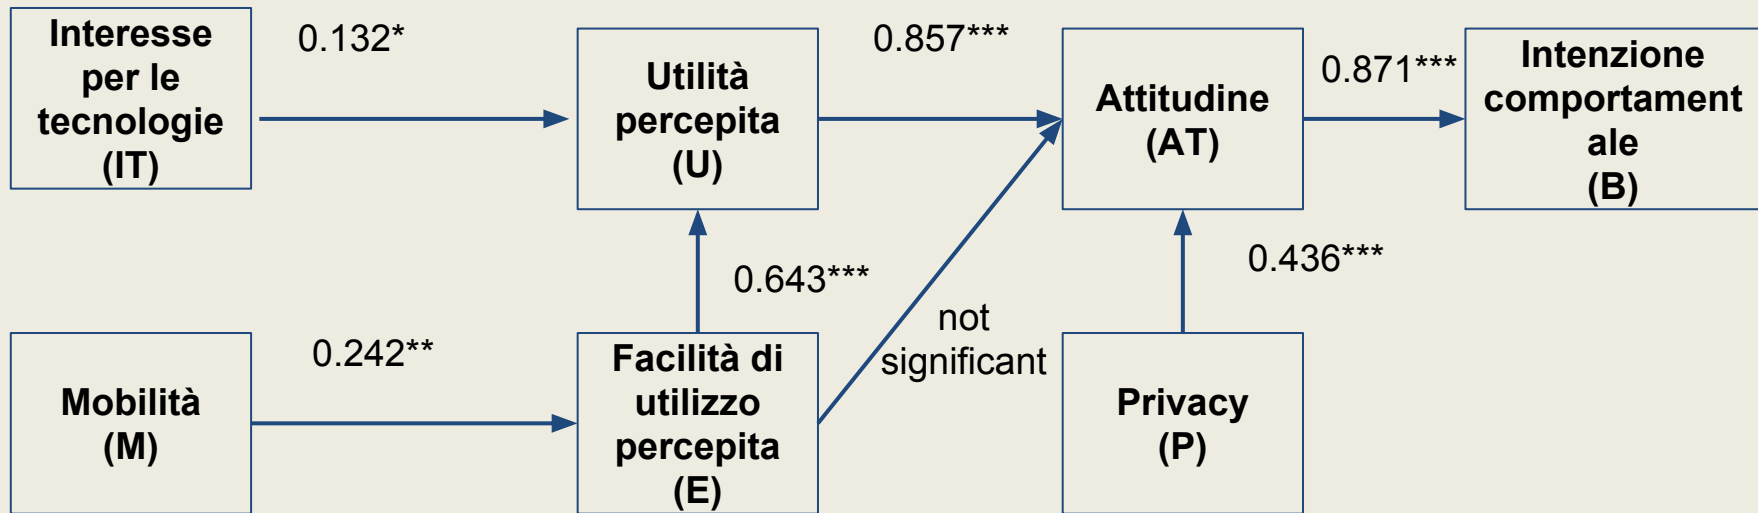 Interesse
per le
tecnologie
(IT)
0.132*
Utilità
percepita
(U)
0.857***
Attitudine
(AT)
0.871***
Intenzione
comportament
ale
(B)
Mobilità
(M)
0.242**
Facilità di
utilizzo
percepita
(E)
0.643***
not
significant
Privacy
(P)
0.436***